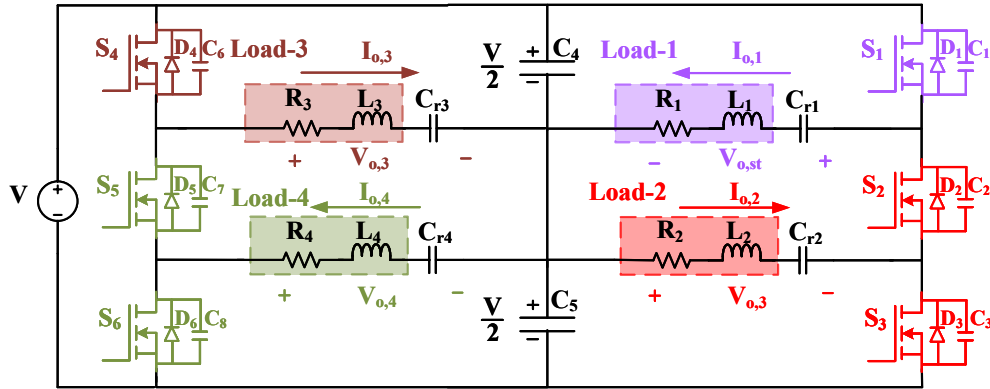 S4 D4 C6 Load-3 Io,3 V/2 + C4 − Load-1 Io,1 S1 D1 C1
R3 L3 Cr3 R1 L1 Cr1
+ Vo,3 − − Vo,st +
V + −
S5 D5 C7 Load-4 Io,4 Load-2 Io,2 S2 D2 C2
R4 L4 Cr4 R2 L2 Cr2
+ Vo,4 − + Vo,3 −
S6 D6 C8 V/2 + C5 − S3 D3 C3